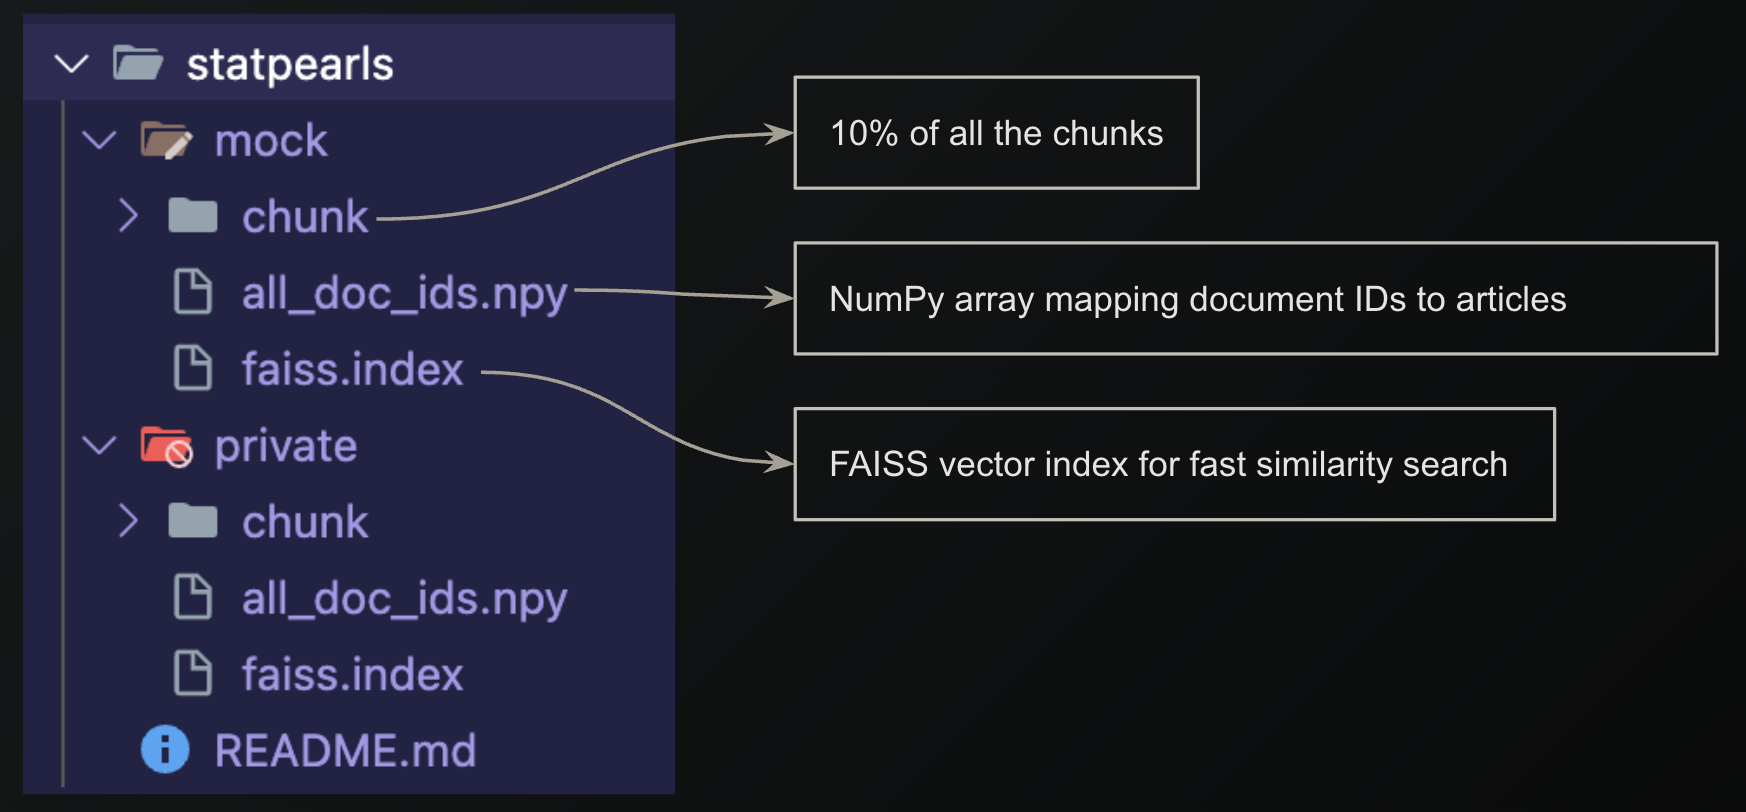 statpearls
mock
chunk
all_doc_ids.npy
faiss.index
private
chunk
all_doc_ids.npy
faiss.index
README.md
10% of all the chunks
NumPy array mapping document IDs to articles
FAISS vector index for fast similarity search